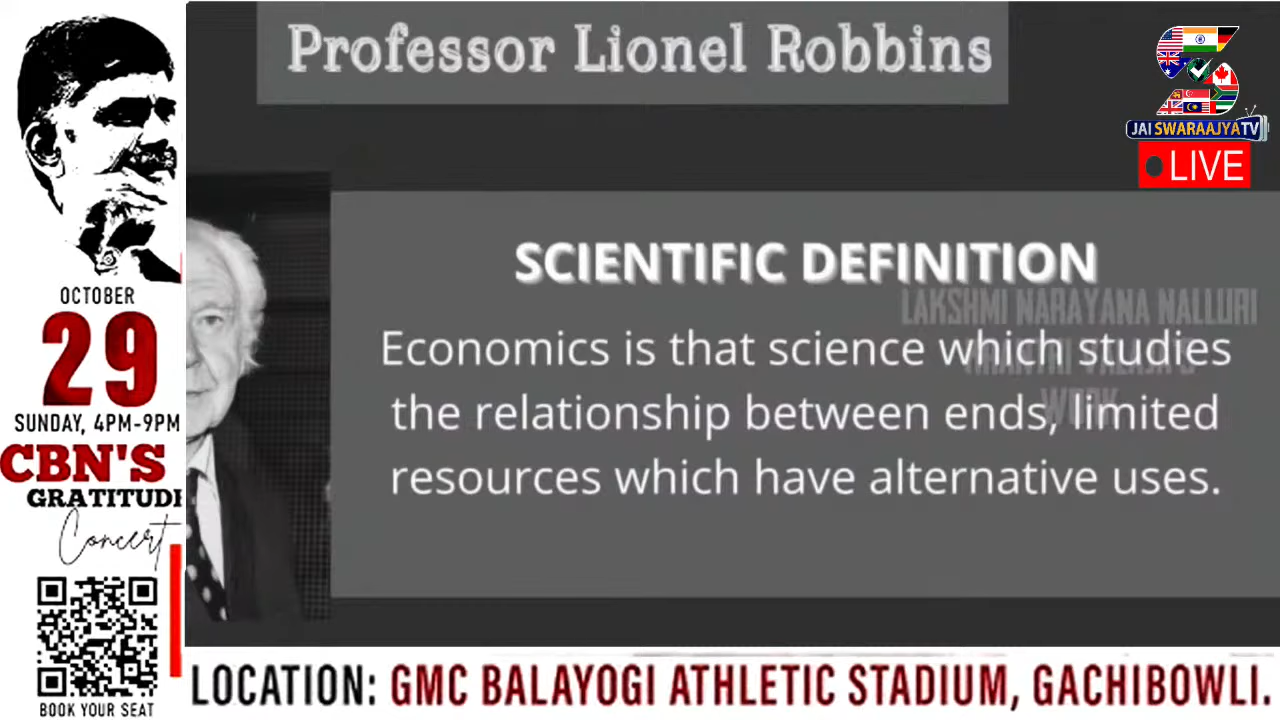 Professor Lionel Robbins
JAI SWARAAJYA TV
LIVE
SCIENTIFIC DEFINITION
LAKSHMI NARAYANA NALLURI
Economics is that science which studies
the relationship between ends, limited
WORK
resources which have alternative uses.
OCTOBER
29
SUNDAY, 4PM-9PM
CBN'S
GRATITUDE
Concert
BOOK YOUR SEAT
LOCATION: GMC BALAYOGI ATHLETIC STADIUM, GACHIBOWLI.